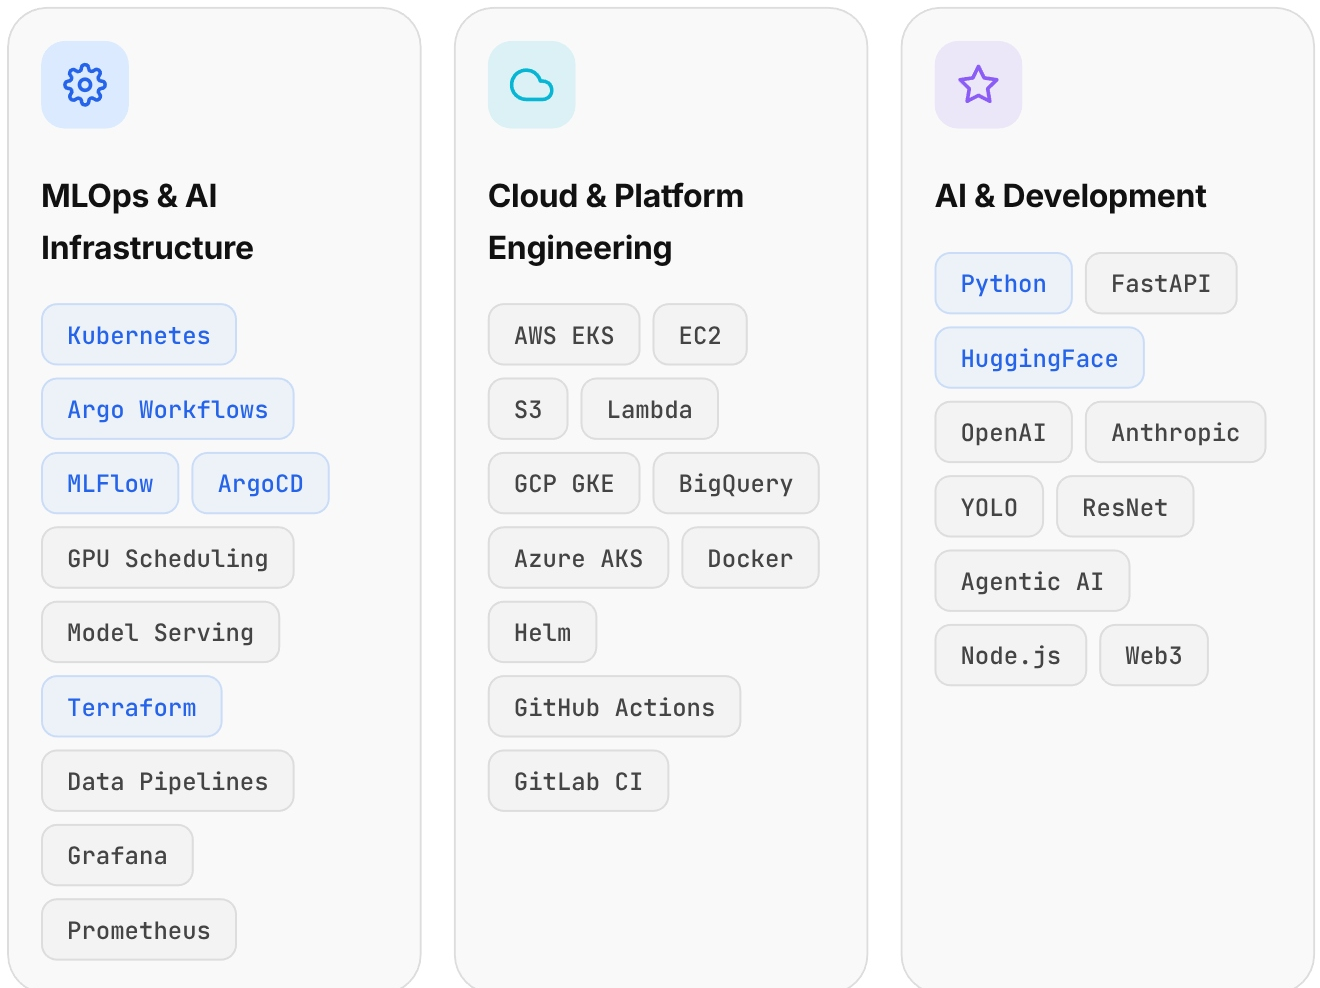 MLOps & AI
Infrastructure
Kubernetes
Argo Workflows
MLFlow ArgoCD
GPU Scheduling
Model Serving
Terraform
Data Pipelines
Grafana
Prometheus
Cloud & Platform
Engineering
AWS EKS EC2
S3 Lambda
GCP GKE BigQuery
Azure AKS Docker
Helm
GitHub Actions
GitLab CI
AI & Development
Python FastAPI
HuggingFace
OpenAI Anthropic
YOLO ResNet
Agentic AI
Node.js Web3